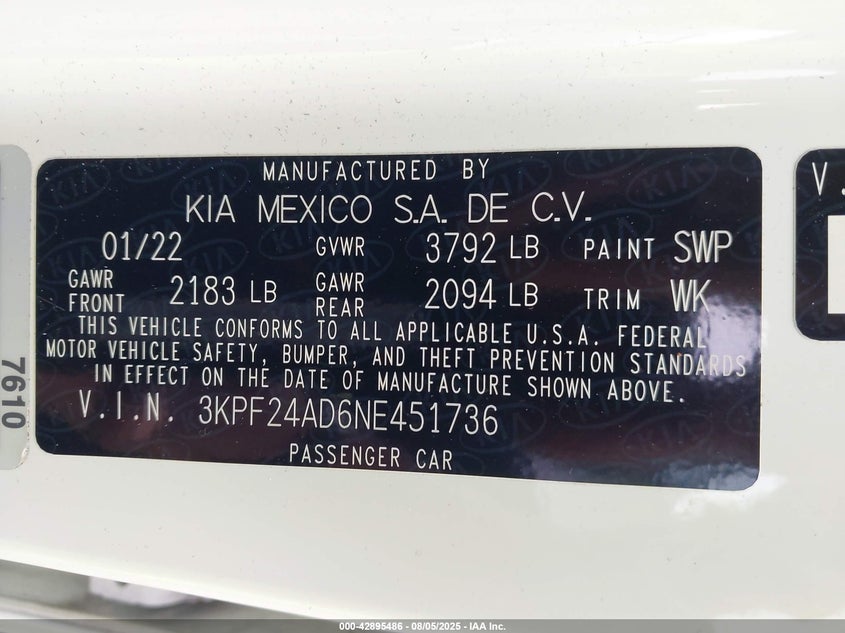 MANUFACTURED BY
KIA MEXICO S.A. DE C.V.
01/22 GVWR 3792 LB PAINT SWP
GAWR FRONT 2183 LB GAWR REAR 2094 LB TRIM WK
THIS VEHICLE CONFORMS TO ALL APPLICABLE U.S.A. FEDERAL
MOTOR VEHICLE SAFETY, BUMPER, AND THEFT PREVENTION STANDARDS
IN EFFECT ON THE DATE OF MANUFACTURE SHOWN ABOVE.
V.I.N. 3KPF24AD6NE451736
PASSENGER CAR
7610
V.
000-42895486 - 08/05/2025 - IAA Inc.